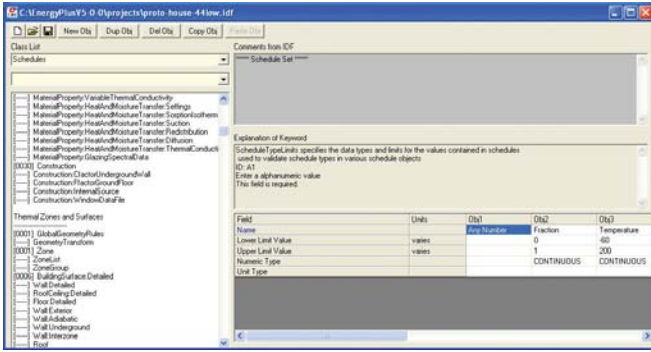 C:\EnergyPlusV5-0-0\projects\proto-house-44low.idf
New Obj Dup Obj Del Obj Copy Obj Paste Obj
Class List
Schedules
Comments from IDF
Schedule Set
[------] MaterialProperty:VariableThermalConductivity
[------] MaterialProperty:HeatAndMoistureTransfer:Settings
[------] MaterialProperty:HeatAndMoistureTransfer:SorptionIsotherm
[------] MaterialProperty:HeatAndMoistureTransfer:Suction
[------] MaterialProperty:HeatAndMoistureTransfer:Redistribution
[------] MaterialProperty:HeatAndMoistureTransfer:Diffusion
[------] MaterialProperty:HeatAndMoistureTransfer:ThermalConducti
[------] MaterialProperty:GlazingSpectralData
[0030] Construction
[------] Construction:CfactorUndergroundWall
[------] Construction:FfactorGroundFloor
[------] Construction:InternalSource
[------] Construction:WindowDataFile
Thermal Zones and Surfaces
[0001] GlobalGeometryRules
[------] GeometryTransform
[0001] Zone
[------] ZoneList
[------] ZoneGroup
[0006] BuildingSurface:Detailed
[------] Wall:Detailed
[------] RoofCeiling:Detailed
[------] Floor:Detailed
[------] Wall:Exterior
[------] Wall:Adiabatic
[------] Wall:Underground
[------] Wall:Interzone
[------] Roof
Explanation of Keyword
ScheduleTypeLimits specifies the data types and limits for the values contained in schedules
used to validate schedule types in various schedule objects
ID: A1
Enter a alphanumeric value
This field is required.
Field Units Obj1 Obj2 Obj3
Name Any Number Fraction Temperature
Lower Limit Value varies 0 -60
Upper Limit Value varies 1 200
Numeric Type CONTINUOUS CONTINUOUS
Unit Type